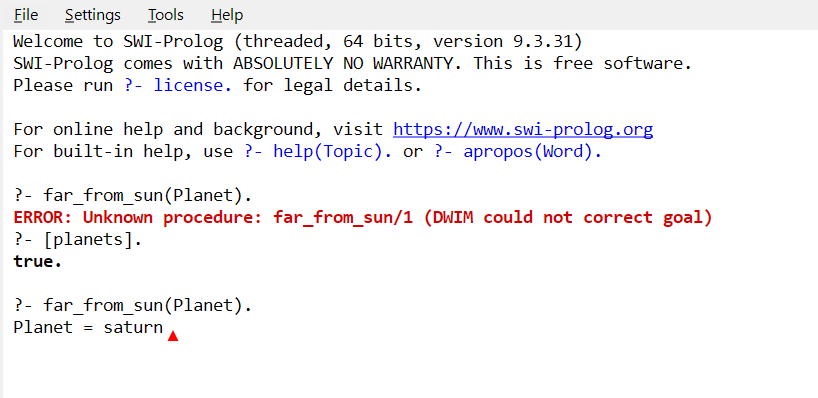 File Settings Tools Help
Welcome to SWI-Prolog (threaded, 64 bits, version 9.3.31)
SWI-Prolog comes with ABSOLUTELY NO WARRANTY. This is free software.
Please run ?- license. for legal details.
For online help and background, visit https://www.swi-prolog.org
For built-in help, use ?- help(Topic). or ?- apropos(Word).
?- far_from_sun(Planet).
ERROR: Unknown procedure: far_from_sun/1 (DWIM could not correct goal)
?- [planets].
true.
?- far_from_sun(Planet).
Planet = saturn